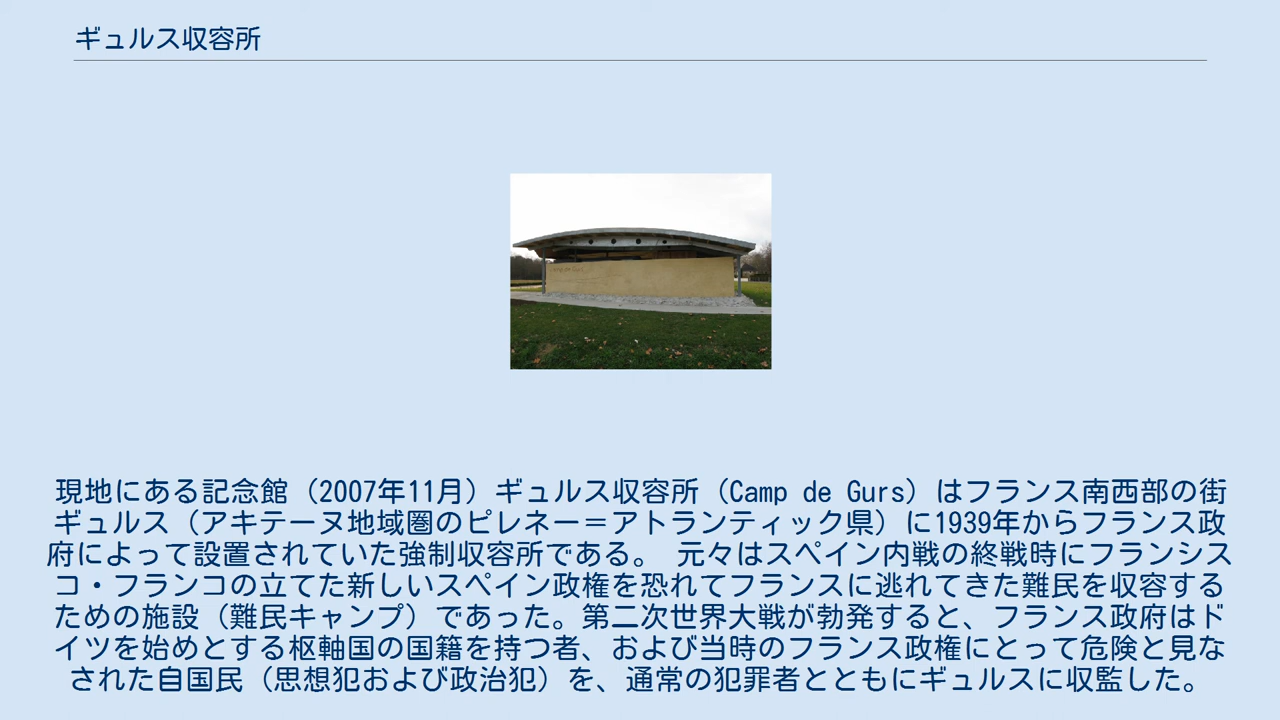 ギュルス収容所
現地にある記念館（2007年11月）ギュルス収容所（Camp de Gurs）はフランス南西部の街
ギュルス（アキテーヌ地域圏のピレネー＝アトランティック県）に1939年からフランス政
府によって設置されていた強制収容所である。 元々はスペイン内戦の終戦時にフランシス
コ・フランコの立てた新しいスペイン政権を恐れてフランスに逃れてきた難民を収容する
ための施設（難民キャンプ）であった。第二次世界大戦が勃発すると、フランス政府はド
イツを始めとする枢軸国の国籍を持つ者、および当時のフランス政権にとって危険と見な
された自国民（思想犯および政治犯）を、通常の犯罪者とともにギュルスに収監した。